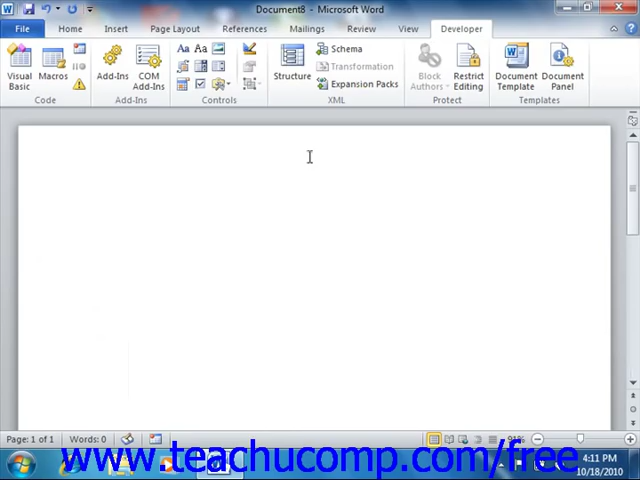 Document8 - Microsoft Word
File Home Insert Page Layout References Mailings Review View Developer
Visual Basic Macros Code
Add-Ins COM Add-Ins Add-Ins
Aa Aa Controls
Structure Schema Transformation Expansion Packs XML
Block Authors Restrict Editing Protect
Document Template Document Panel Templates
Page: 1 of 1 Words: 0 91%
www.teachucomp.com/free
4:11 PM
10/18/2010